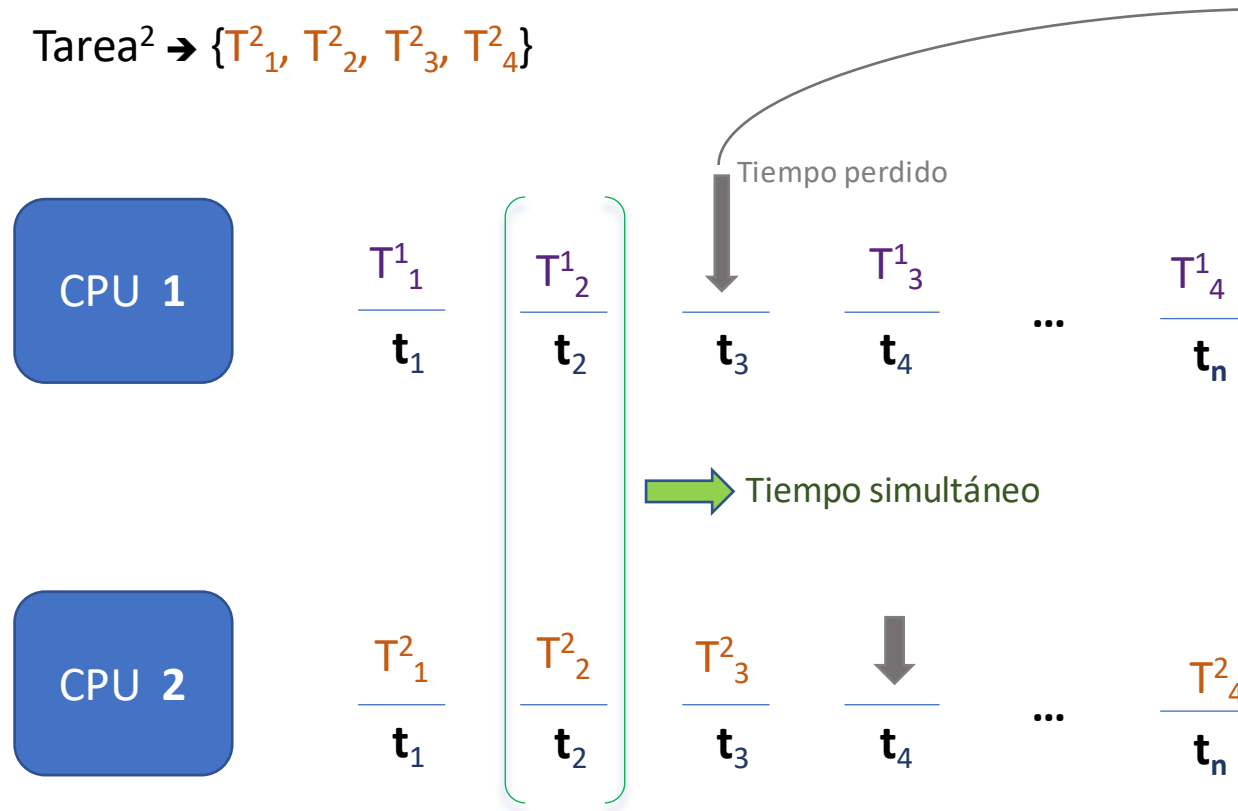 Tarea² ➔ {T²₁, T²₂, T²₃, T²₄}
Tiempo perdido
CPU 1
T¹₁ T¹₂ T¹₃ T¹₄
t₁ t₂ t₃ t₄ ... tₙ
Tiempo simultáneo
CPU 2
T²₁ T²₂ T²₃ T²₄
t₁ t₂ t₃ t₄ ... tₙ